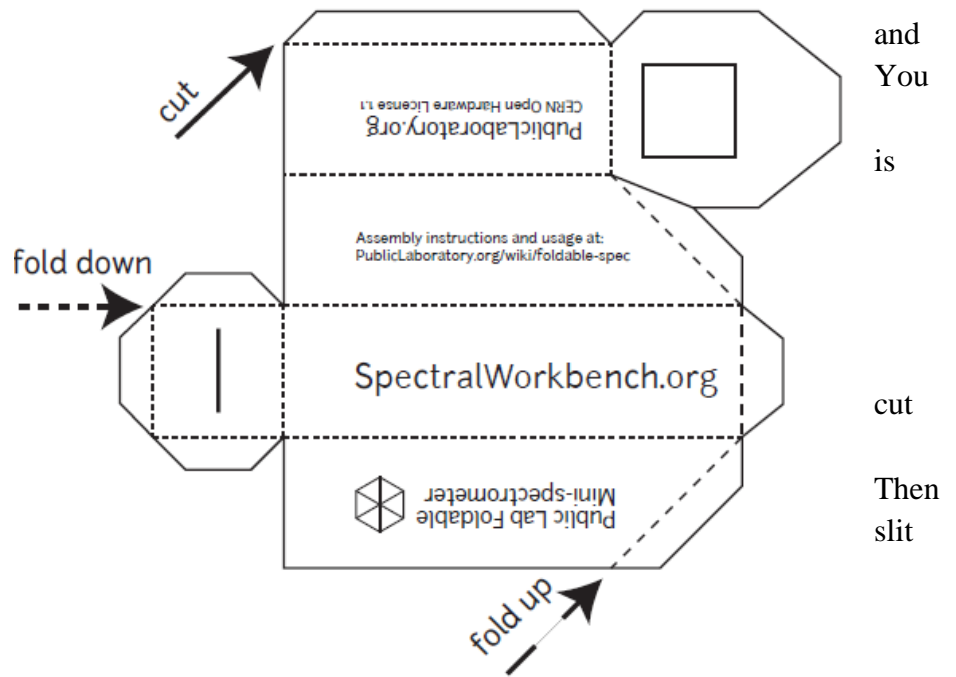 and
You
cut
CERN Open Hardware License 1.1
PublicLaboratory.org
is
Assembly instructions and usage at:
PublicLaboratory.org/wiki/foldable-spec
fold down
SpectralWorkbench.org
cut
Public Lab Foldable
Mini-spectrometer
Then
slit
fold up